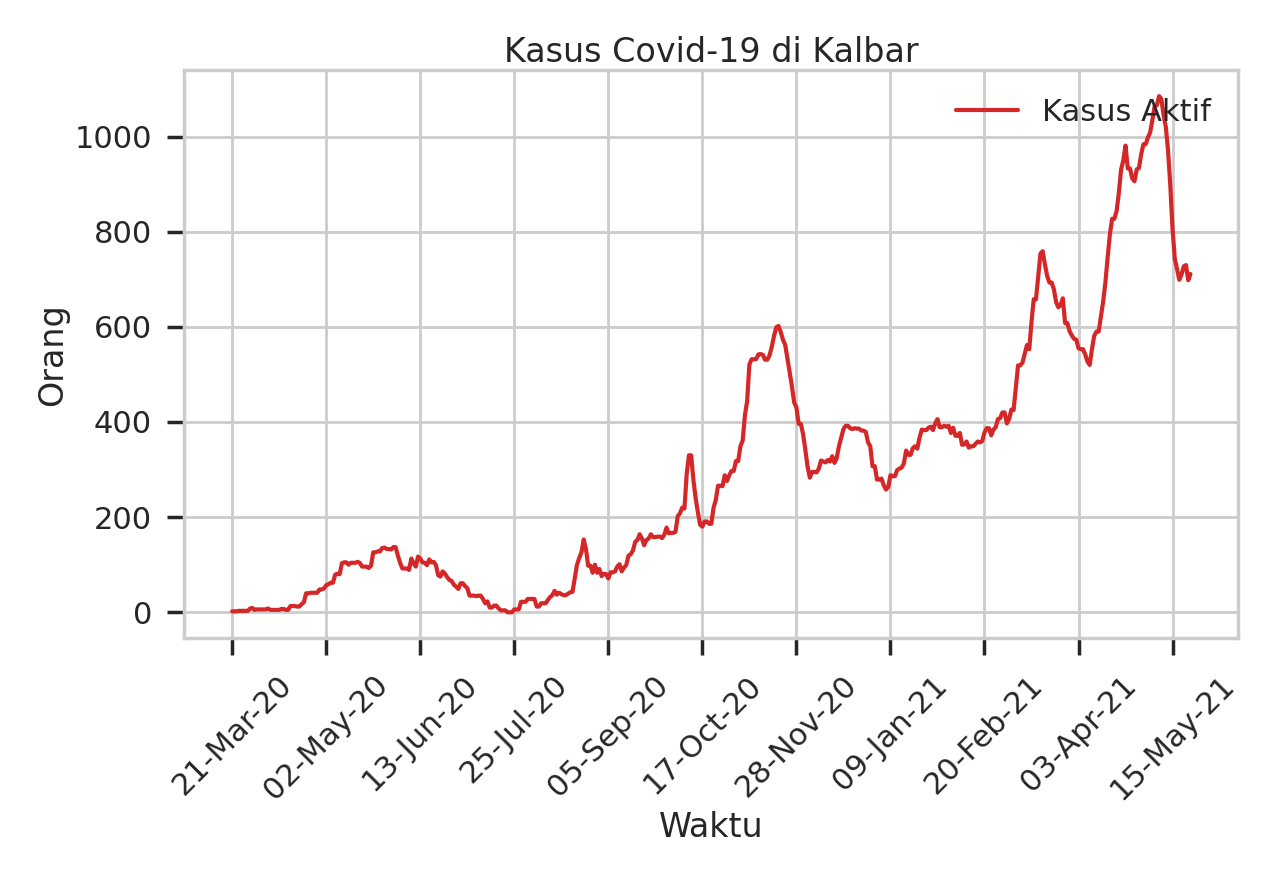 Kasus Covid-19 di Kalbar
Kasus Aktif
Orang
1000
800
600
400
200
0
21-Mar-20
02-May-20
13-Jun-20
25-Jul-20
05-Sep-20
17-Oct-20
28-Nov-20
09-Jan-21
20-Feb-21
03-Apr-21
15-May-21
Waktu